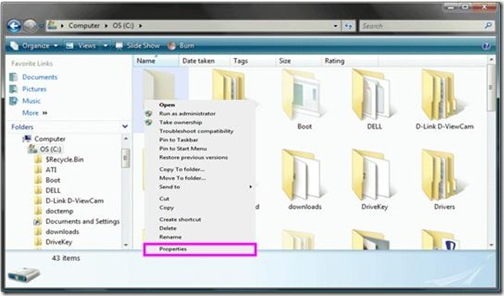 Computer ▸ OS (C:) ▸
Search
Organize Views Slide Show Burn
Favorite Links
Documents
Pictures
Music
More »
Folders
Computer
OS (C:)
$Recycle.Bin
ATI
Boot
DELL
D-Link D-ViewCam
doctemp
Documents and Settings
downloads
DriveKey
Name Date taken Tags Size Rating
Boot DELL D-Link D-ViewCam
downloads DriveKey Drivers
Open
Run as administrator
Take ownership
Troubleshoot compatibility
Pin to Taskbar
Pin to Start Menu
Restore previous versions
Copy To folder...
Move To folder...
Send to
Cut
Copy
Create shortcut
Delete
Rename
Properties
43 items